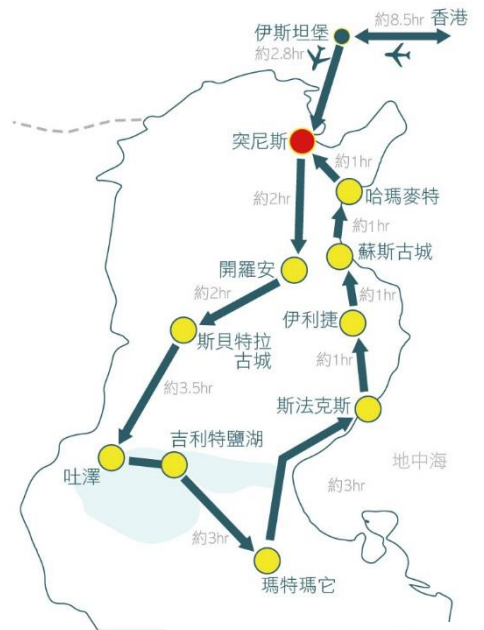 約8.5hr
香港
伊斯坦堡
約2.8hr
突尼斯
約1hr
約2hr
哈瑪麥特
約1hr
蘇斯古城
開羅安
約2hr
約1hr
伊利捷
斯貝特拉
古城
約1hr
約3.5hr
斯法克斯
吉利特鹽湖
地中海
吐澤
約3hr
約3hr
瑪特瑪它